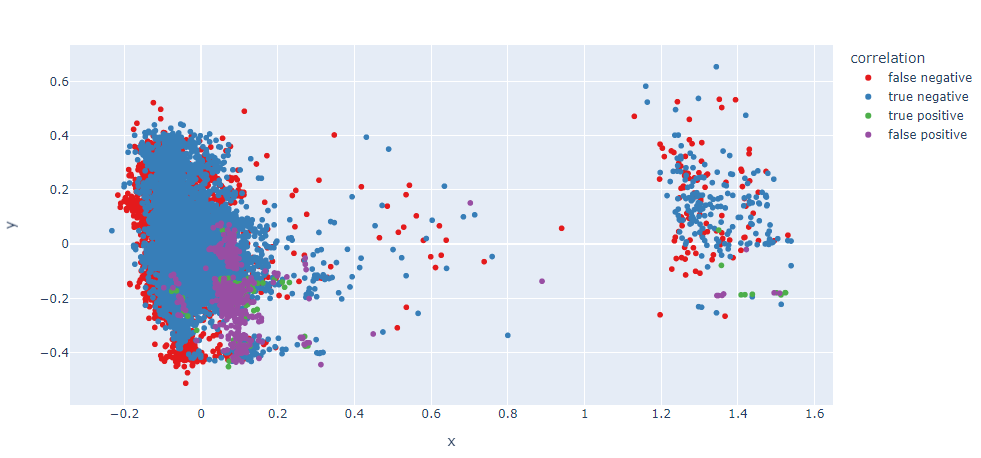 correlation
false negative
true negative
true positive
false positive
0.6
0.4
0.2
0
−0.2
−0.4
y
−0.2 0 0.2 0.4 0.6 0.8 1 1.2 1.4 1.6
x